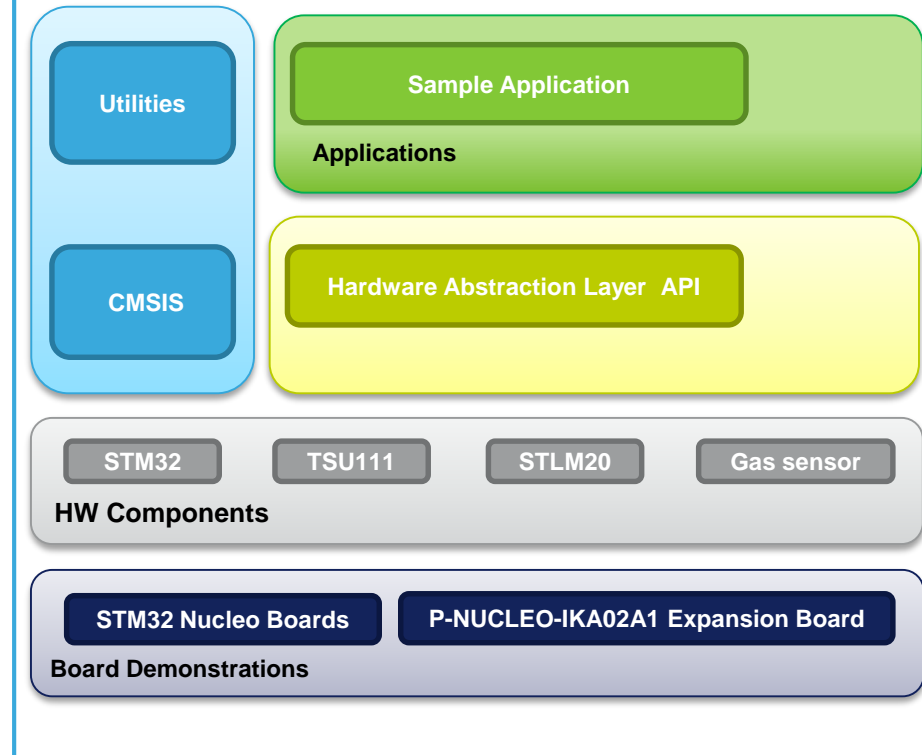 Utilities
CMSIS
Sample Application
Applications
Hardware Abstraction Layer  API
STM32
TSU111
STLM20
Gas sensor
HW Components
STM32 Nucleo Boards
P-NUCLEO-IKA02A1 Expansion Board
Board Demonstrations